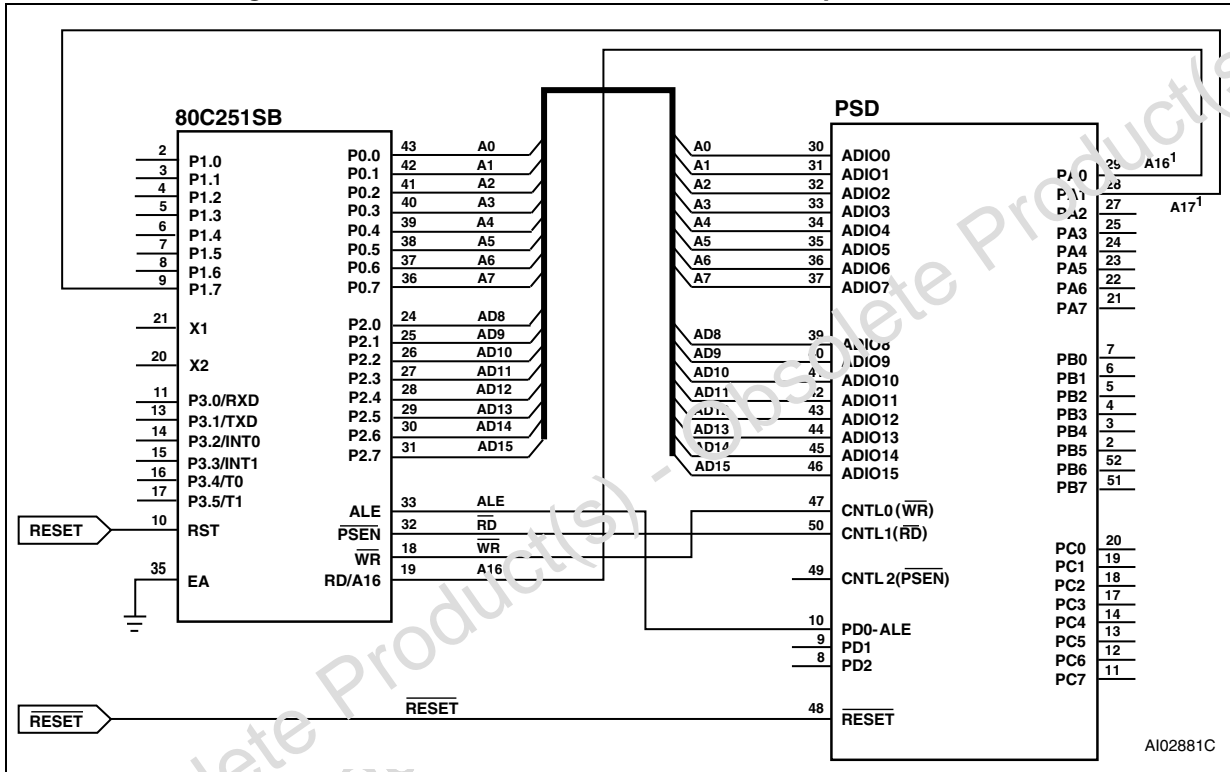 80C251SB
PSD
2 P1.0
3 P1.1
4 P1.2
5 P1.3
6 P1.4
7 P1.5
8 P1.6
9 P1.7
21 X1
20 X2
11 P3.0/RXD
13 P3.1/TXD
14 P3.2/INT0
15 P3.3/INT1
16 P3.4/T0
17 P3.5/T1
RESET 10 RST
35 EA
P0.0 43 A0
P0.1 42 A1
P0.2 41 A2
P0.3 40 A3
P0.4 39 A4
P0.5 38 A5
P0.6 37 A6
P0.7 36 A7
P2.0 24 AD8
P2.1 25 AD9
P2.2 26 AD10
P2.3 27 AD11
P2.4 28 AD12
P2.5 29 AD13
P2.6 30 AD14
P2.7 31 AD15
ALE 33 ALE
PSEN 32 RD
WR 18 WR
RD/A16 19 A16
A0 30 ADIO0
A1 31 ADIO1
A2 32 ADIO2
A3 33 ADIO3
A4 34 ADIO4
A5 35 ADIO5
A6 36 ADIO6
A7 37 ADIO7
AD8 39 ADIO8
AD9 ADIO9
AD10 ADIO10
AD11 ADIO11
43 ADIO12
AD13 44 ADIO13
AD14 45 ADIO14
AD15 46 ADIO15
47 CNTL0(WR)
50 CNTL1(RD)
49 CNTL 2(PSEN)
10 PD0-ALE
9 PD1
8 PD2
RESET RESET 48 RESET
PA0 29 A16¹
PA1 28 A17¹
PA2 27
PA3 25
PA4 24
PA5 23
PA6 22
PA7 21
PB0 7
PB1 6
PB2 5
PB3 4
PB4 3
PB5 2
PB6 52
PB7 51
PC0 20
PC1 19
PC2 18
PC3 17
PC4 14
PC5 13
PC6 12
PC7 11
AI02881C
Obsolete Product(s) - Obsolete Product(s)